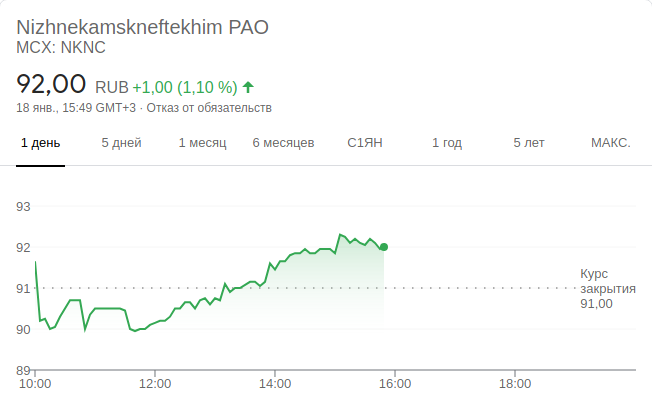 Nizhnekamskneftekhim PAO
MCX: NKNC
92,00 RUB +1,00 (1,10 %)
18 янв., 15:49 GMT+3 · Отказ от обязательств
1 день 5 дней 1 месяц 6 месяцев С1ЯН 1 год 5 лет МАКС.
93
92
91
90
89
Курс
закрытия
91,00
10:00 12:00 14:00 16:00 18:00